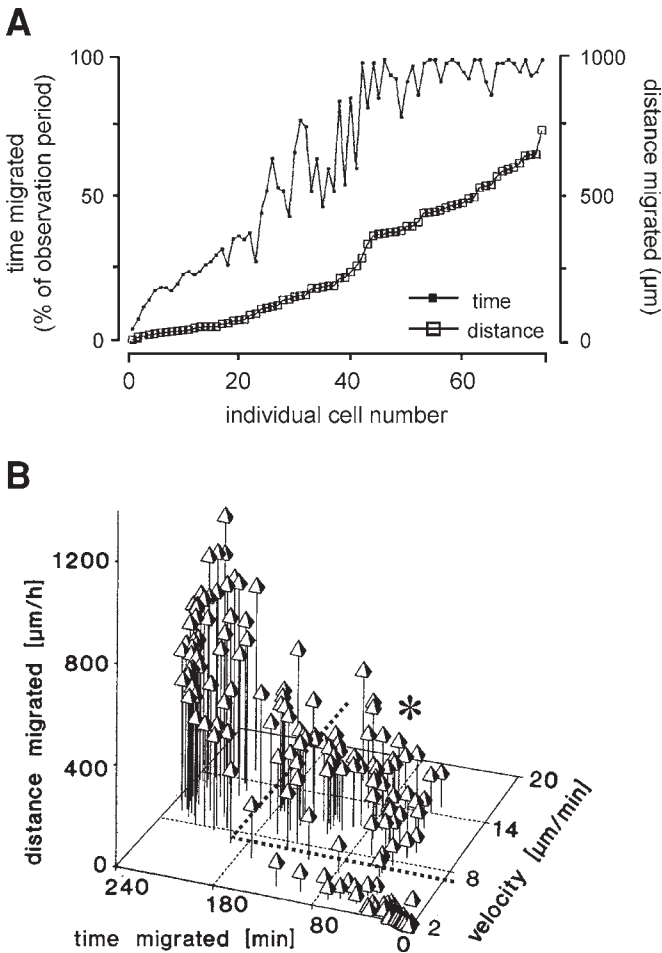 A
100
50
0
time migrated
(% of observation period)
1000
500
0
distance
migrated (µm)
time
distance
0 20 40 60
individual cell number
B
distance migrated [µm/h]
1200
800
400
0
*
240 180 80 0
time migrated [min]
2 8 14 20
velocity [µm/min]